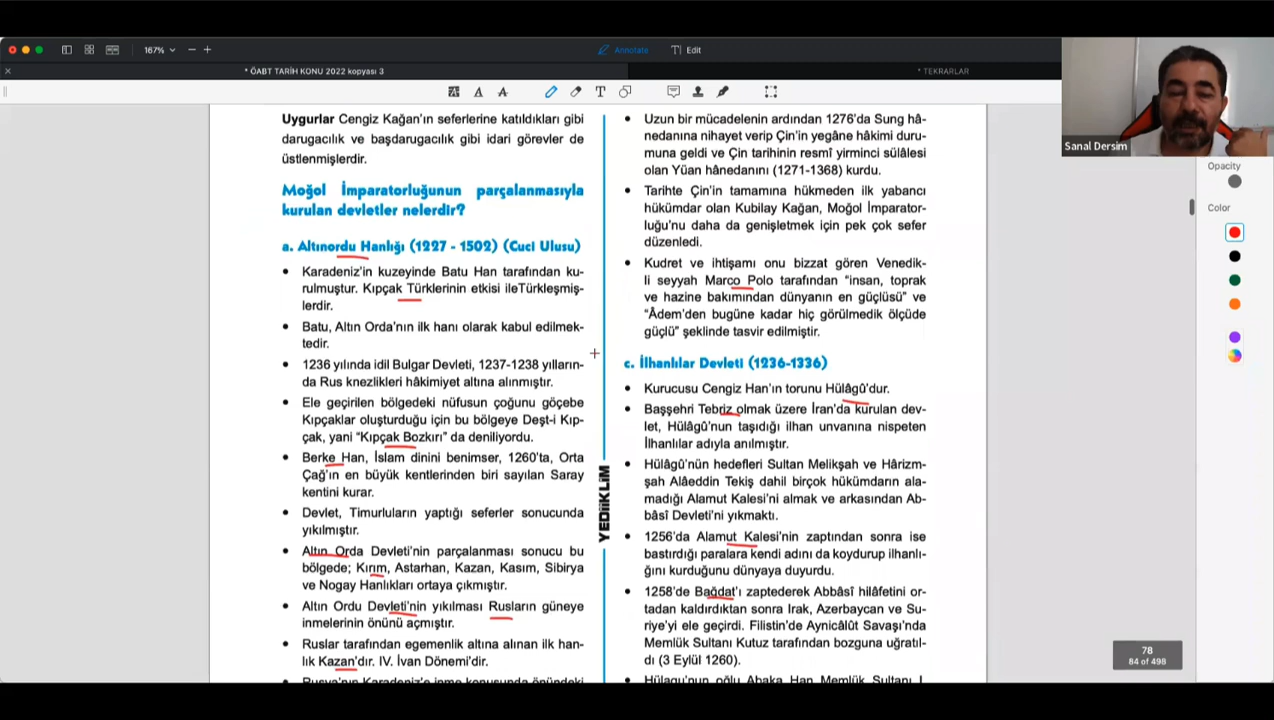 167%
Annotate
Edit
* ÖABT TARİH KONU 2022 kopyası 3
* TEKRARLAR
Sanal Dersim
Opacity
Color
Uygurlar Cengiz Kağan'ın seferlerine katıldıkları gibi
darugacılık ve başdarugacılık gibi idari görevler de
üstlenmişlerdir.
Moğol İmparatorluğunun parçalanmasıyla
kurulan devletler nelerdir?
a. Altınordu Hanlığı (1227 - 1502) (Cuci Ulusu)
• Karadeniz'in kuzeyinde Batu Han tarafından ku-
rulmuştur. Kıpçak Türklerinin etkisi ileTürkleşmiş-
lerdir.
• Batu, Altın Orda'nın ilk hanı olarak kabul edilmek-
tedir.
• 1236 yılında idil Bulgar Devleti, 1237-1238 yılların-
da Rus knezlikleri hâkimiyet altına alınmıştır.
• Ele geçirilen bölgedeki nüfusun çoğunu göçebe
Kıpçaklar oluşturduğu için bu bölgeye Deşt-i Kıp-
çak, yani “Kıpçak Bozkırı” da deniliyordu.
• Berke Han, İslam dinini benimser, 1260'ta, Orta
Çağ'ın en büyük kentlerinden biri sayılan Saray
kentini kurar.
• Devlet, Timurluların yaptığı seferler sonucunda
yıkılmıştır.
• Altın Orda Devleti'nin parçalanması sonucu bu
bölgede; Kırım, Astarhan, Kazan, Kasım, Sibirya
ve Nogay Hanlıkları ortaya çıkmıştır.
• Altın Ordu Devleti'nin yıkılması Rusların güneye
inmelerinin önünü açmıştır.
• Ruslar tarafından egemenlik altına alınan ilk han-
lık Kazan'dır. IV. İvan Dönemi'dir.
• Rusya'nın Karadeniz'e inme konusunda önündeki
YEDİİKLİM
• Uzun bir mücadelenin ardından 1276'da Sung hâ-
nedanına nihayet verip Çin'in yegâne hâkimi duru-
muna geldi ve Çin tarihinin resmî yirminci sülâlesi
olan Yüan hânedanını (1271-1368) kurdu.
• Tarihte Çin'in tamamına hükmeden ilk yabancı
hükümdar olan Kubilay Kağan, Moğol İmparator-
luğu'nu daha da genişletmek için pek çok sefer
düzenledi.
• Kudret ve ihtişamı onu bizzat gören Venedik-
li seyyah Marco Polo tarafından “insan, toprak
ve hazine bakımından dünyanın en güçlüsü” ve
“Âdem'den bugüne kadar hiç görülmedik ölçüde
güçlü” şeklinde tasvir edilmiştir.
c. İlhanlılar Devleti (1236-1336)
• Kurucusu Cengiz Han'ın torunu Hülâgû'dur.
• Başşehri Tebriz olmak üzere İran'da kurulan dev-
let, Hülâgû'nun taşıdığı ilhan unvanına nispeten
İlhanlılar adıyla anılmıştır.
• Hülâgû'nün hedefleri Sultan Melikşah ve Hârizm-
şah Alâeddin Tekiş dahil birçok hükümdarın ala-
madığı Alamut Kalesi'ni almak ve arkasından Ab-
bâsî Devleti'ni yıkmaktı.
• 1256'da Alamut Kalesi'nin zaptından sonra ise
bastırdığı paralara kendi adını da koydurup ilhanlı-
ğını kurduğunu dünyaya duyurdu.
• 1258'de Bağdat'ı zaptederek Abbâsî hilâfetini or-
tadan kaldırdıktan sonra Irak, Azerbaycan ve Su-
riye'yi ele geçirdi. Filistin'de Aynicâlût Savaşı'nda
Memlük Sultanı Kutuz tarafından bozguna uğratıl-
dı (3 Eylül 1260).
• Hülagu'nun oğlu Abaka Han Memlük Sultanı I.
78
84 of 498